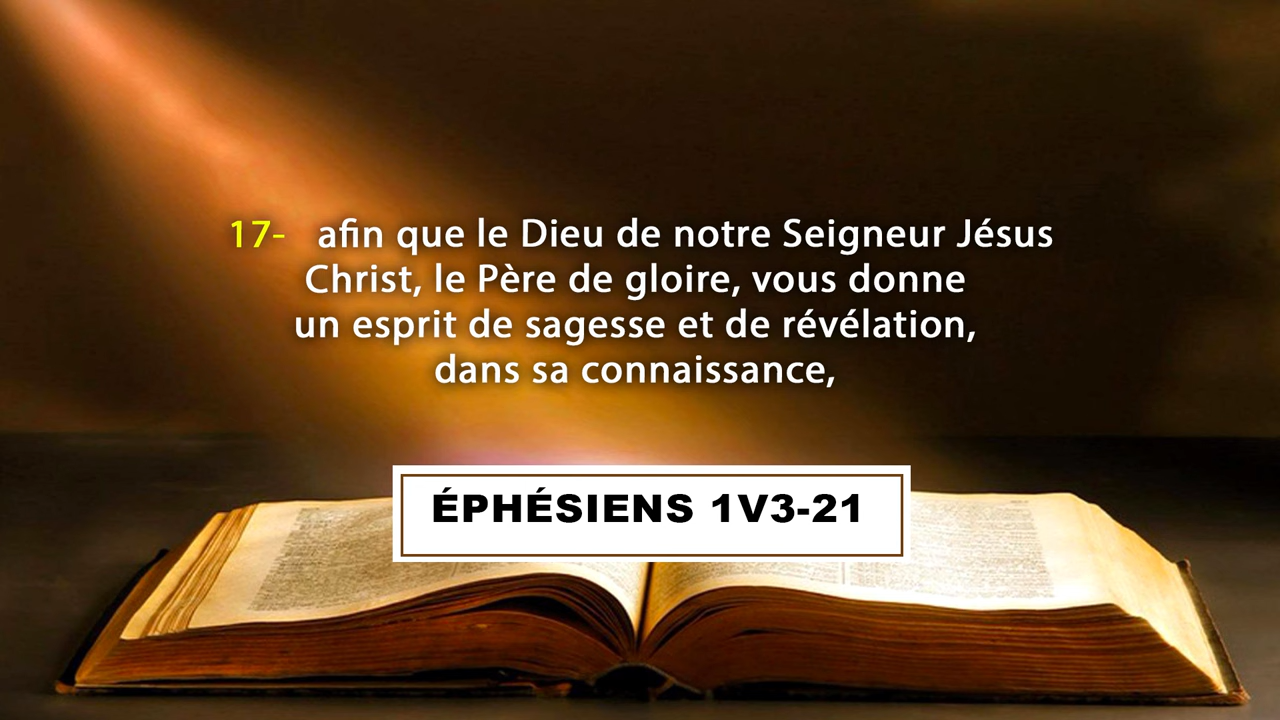 17- afin que le Dieu de notre Seigneur Jésus
Christ, le Père de gloire, vous donne
un esprit de sagesse et de révélation,
dans sa connaissance,
ÉPHÉSIENS 1V3-21